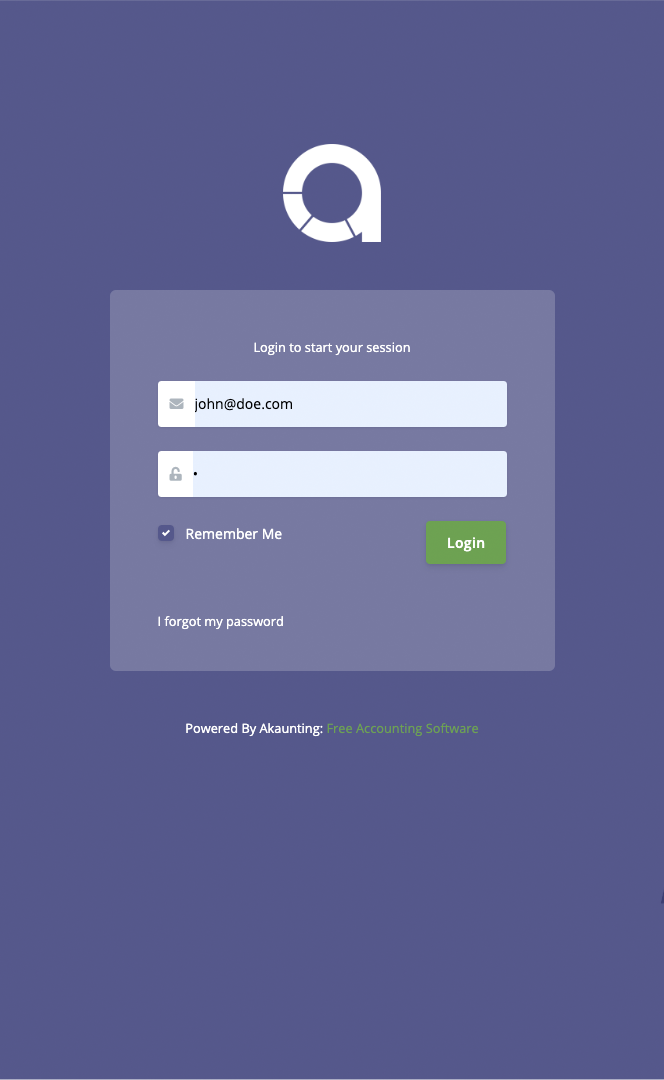 Login to start your session
john@doe.com
•
Remember Me
Login
I forgot my password
Powered By Akaunting: Free Accounting Software